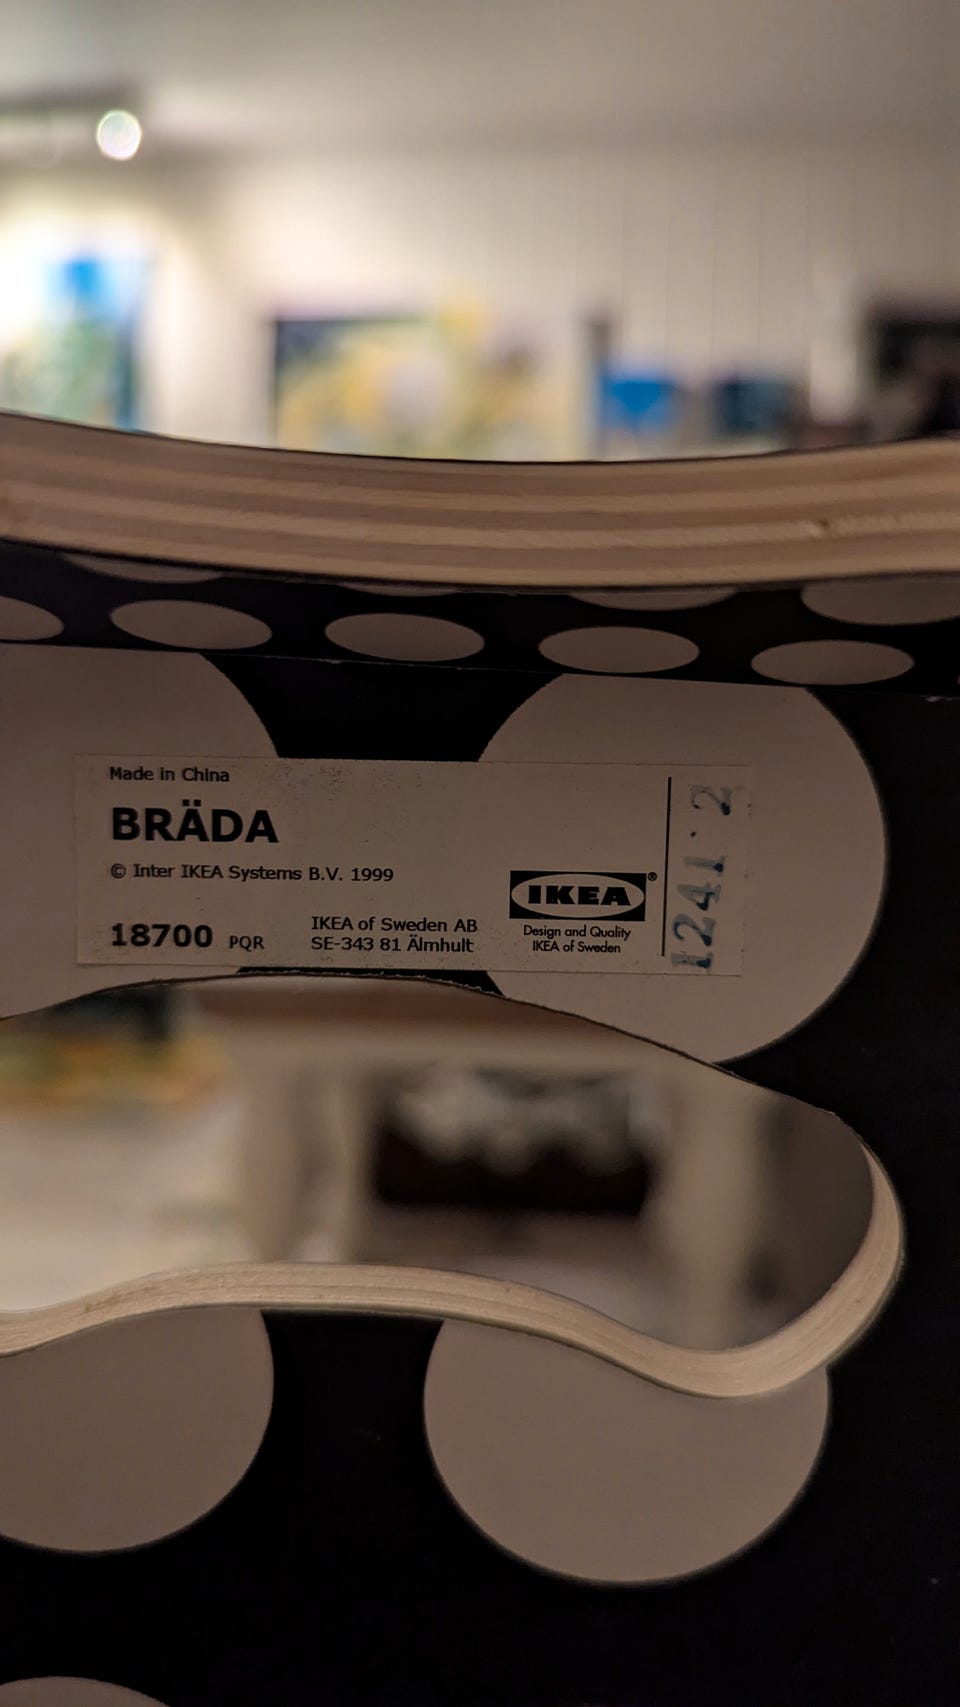 Made in China
BRÄDA
© Inter IKEA Systems B.V. 1999
18700 PQR
IKEA of Sweden AB
SE-343 81 Älmhult
IKEA®
Design and Quality
IKEA of Sweden
1241 2